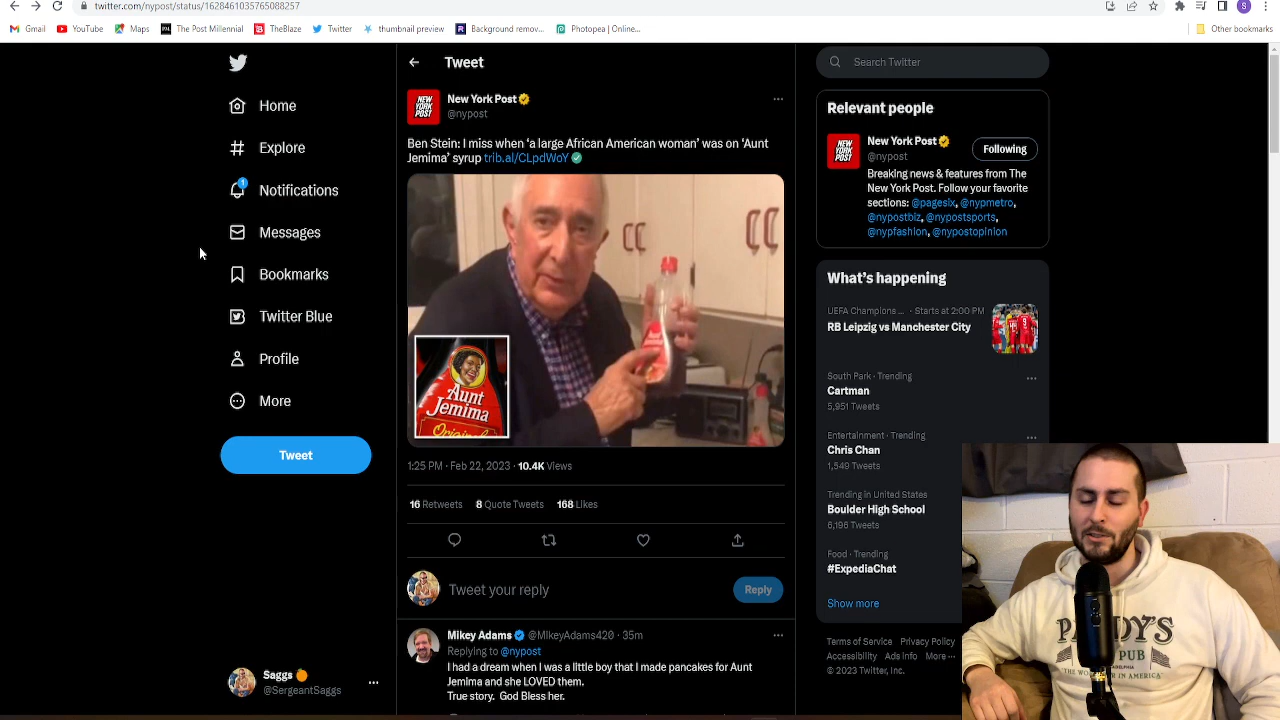 twitter.com/nypost/status/1628461035765088257
Gmail
YouTube
Maps
The Post Millennial
TheBlaze
Twitter
thumbnail preview
Background remov...
Photopea | Online...
Other bookmarks
Home
Explore
1
Notifications
Messages
Bookmarks
Twitter Blue
Profile
More
Tweet
Saggs
@SergeantSaggs
Tweet
NEW
YORK
POST
New York Post
@nypost
Ben Stein: I miss when ‘a large African American woman’ was on ‘Aunt
Jemima’ syrup trib.al/CLpdWoY
Aunt
Jemima
Original
1:25 PM · Feb 22, 2023 · 10.4K Views
16 Retweets 8 Quote Tweets 168 Likes
Tweet your reply
Reply
Mikey Adams @MikeyAdams420 · 35m
Replying to @nypost
I had a dream when I was a little boy that I made pancakes for Aunt
Jemima and she LOVED them.
True story. God Bless her.
Search Twitter
Relevant people
NEW
YORK
POST
New York Post
@nypost
Following
Breaking news & features from The
New York Post. Follow your favorite
sections: @pagesix, @nypmetro,
@nypostbiz, @nypostsports,
@nypfashion, @nypostopinion
What’s happening
UEFA Champions ... · Starts at 2:00 PM
RB Leipzig vs Manchester City
South Park · Trending
Cartman
5,951 Tweets
Entertainment · Trending
Chris Chan
1,549 Tweets
Trending in United States
Boulder High School
6,196 Tweets
Food · Trending
#ExpediaChat
Show more
Terms of Service Privacy Policy
Accessibility Ads info More ...
© 2023 Twitter, Inc.
PUB